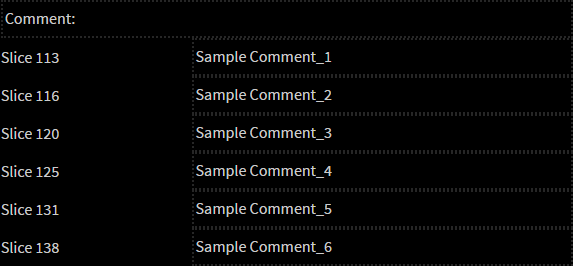 Comment:
Slice 113 Sample Comment_1
Slice 116 Sample Comment_2
Slice 120 Sample Comment_3
Slice 125 Sample Comment_4
Slice 131 Sample Comment_5
Slice 138 Sample Comment_6